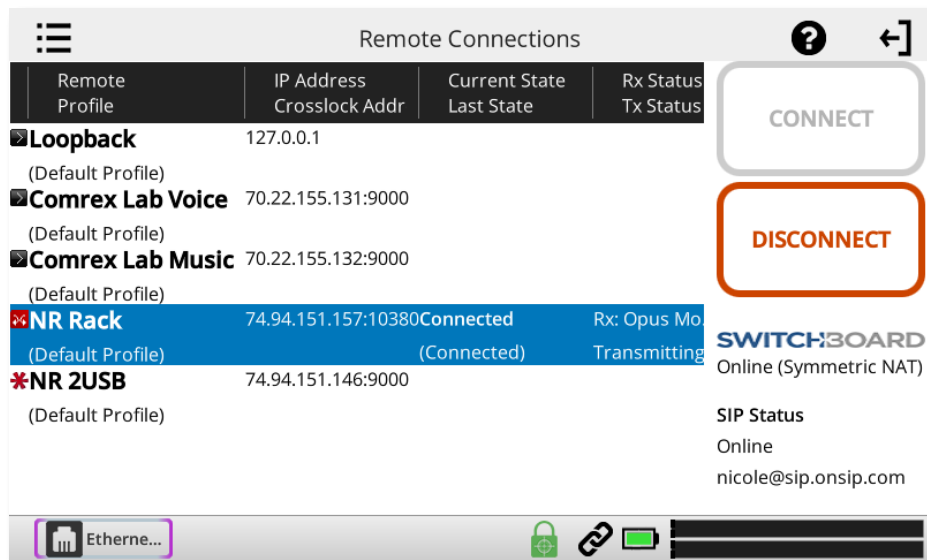 Remote Connections
Remote IP Address Current State Rx Status
Profile Crosslock Addr Last State Tx Status
CONNECT
Loopback 127.0.0.1
(Default Profile)
Comrex Lab Voice 70.22.155.131:9000
(Default Profile)
DISCONNECT
Comrex Lab Music 70.22.155.132:9000
(Default Profile)
NR Rack 74.94.151.157:10380 Connected Rx: Opus Mo.
(Default Profile) (Connected) Transmitting
SWITCHBOARD
Online (Symmetric NAT)
NR 2USB 74.94.151.146:9000
(Default Profile)
SIP Status
Online
nicole@sip.onsip.com
Etherne...